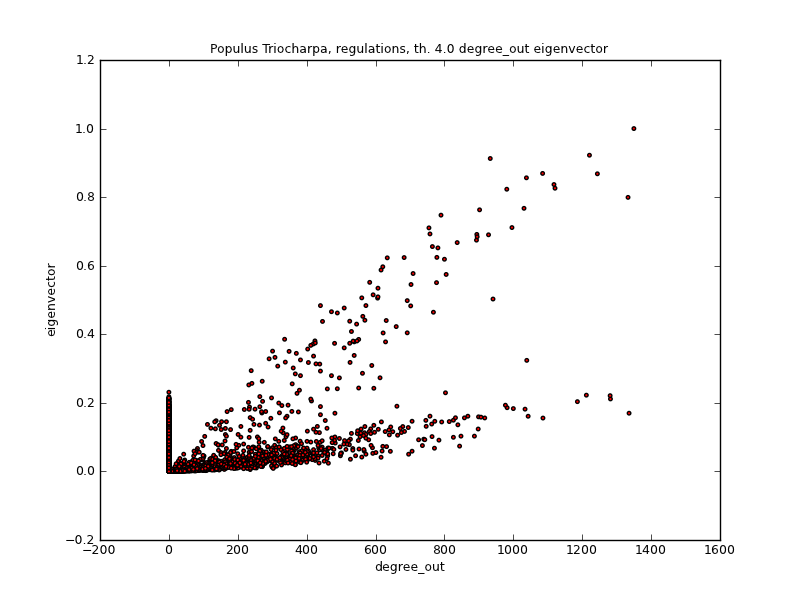 Populus Triocharpa, regulations, th. 4.0 degree_out eigenvector
1.2
1.0
0.8
0.6
0.4
0.2
0.0
−0.2
eigenvector
−200 0 200 400 600 800 1000 1200 1400 1600
degree_out